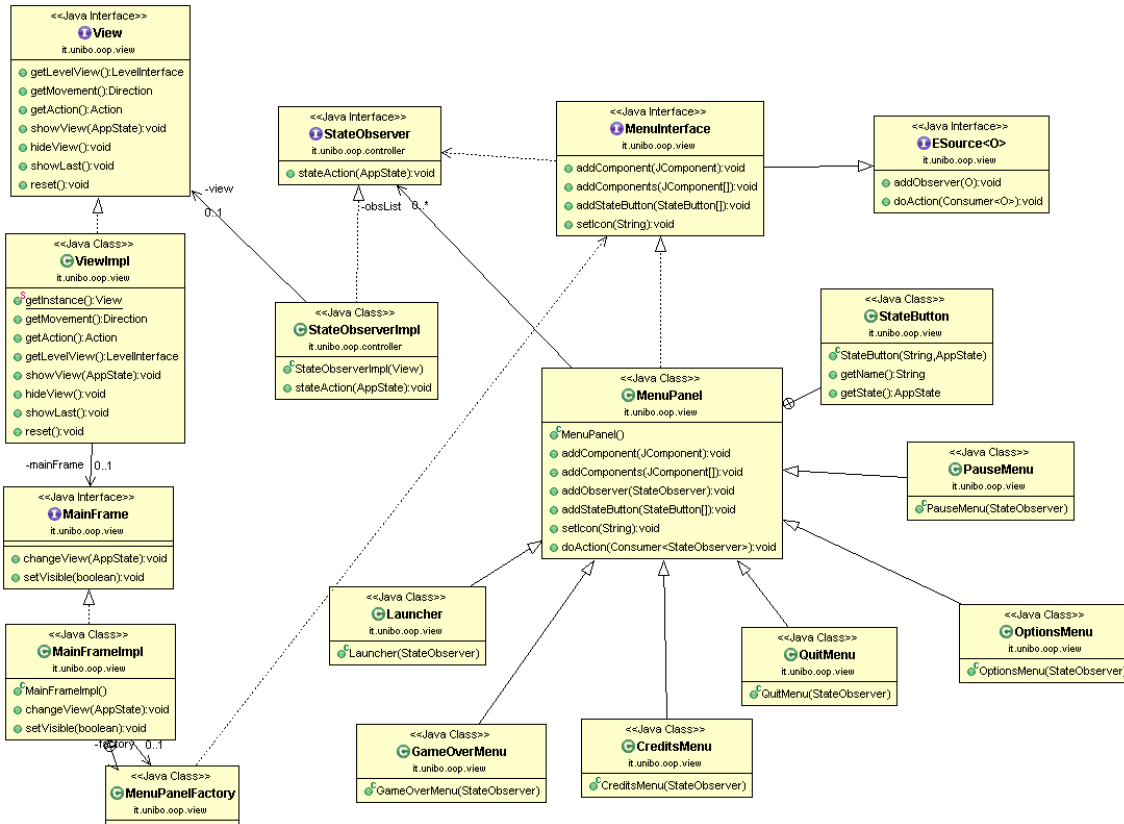 <<Java Interface>>
View
it.unibo.oop.view
getLevelView():LevelInterface
getMovement():Direction
getAction():Action
showView(AppState):void
hideView():void
showLast():void
reset():void
<<Java Interface>>
StateObserver
it.unibo.oop.controller
stateAction(AppState):void
<<Java Interface>>
MenuInterface
it.unibo.oop.view
addComponent(JComponent):void
addComponents(JComponent[]):void
addStateButton(StateButton[]):void
setIcon(String):void
<<Java Interface>>
ESource<O>
it.unibo.oop.view
addObserver(O):void
doAction(Consumer<O>):void
-view
0..1
-obsList
0..*
<<Java Class>>
ViewImpl
it.unibo.oop.view
getInstance():View
getMovement():Direction
getAction():Action
getLevelView():LevelInterface
showView(AppState):void
hideView():void
showLast():void
reset():void
<<Java Class>>
StateObserverImpl
it.unibo.oop.controller
StateObserverImpl(View)
stateAction(AppState):void
<<Java Class>>
StateButton
it.unibo.oop.view
StateButton(String,AppState)
getName():String
getState():AppState
<<Java Class>>
MenuPanel
it.unibo.oop.view
MenuPanel()
addComponent(JComponent):void
addComponents(JComponent[]):void
addObserver(StateObserver):void
addStateButton(StateButton[]):void
setIcon(String):void
doAction(Consumer<StateObserver>):void
<<Java Class>>
PauseMenu
it.unibo.oop.view
PauseMenu(StateObserver)
-mainFrame
0..1
<<Java Interface>>
MainFrame
it.unibo.oop.view
changeView(AppState):void
setVisible(boolean):void
<<Java Class>>
Launcher
it.unibo.oop.view
Launcher(StateObserver)
<<Java Class>>
OptionsMenu
it.unibo.oop.view
OptionsMenu(StateObserver)
<<Java Class>>
QuitMenu
it.unibo.oop.view
QuitMenu(StateObserver)
<<Java Class>>
MainFrameImpl
it.unibo.oop.view
MainFrameImpl()
changeView(AppState):void
setVisible(boolean):void
-factory
0..1
<<Java Class>>
GameOverMenu
it.unibo.oop.view
GameOverMenu(StateObserver)
<<Java Class>>
CreditsMenu
it.unibo.oop.view
CreditsMenu(StateObserver)
<<Java Class>>
MenuPanelFactory
it.unibo.oop.view